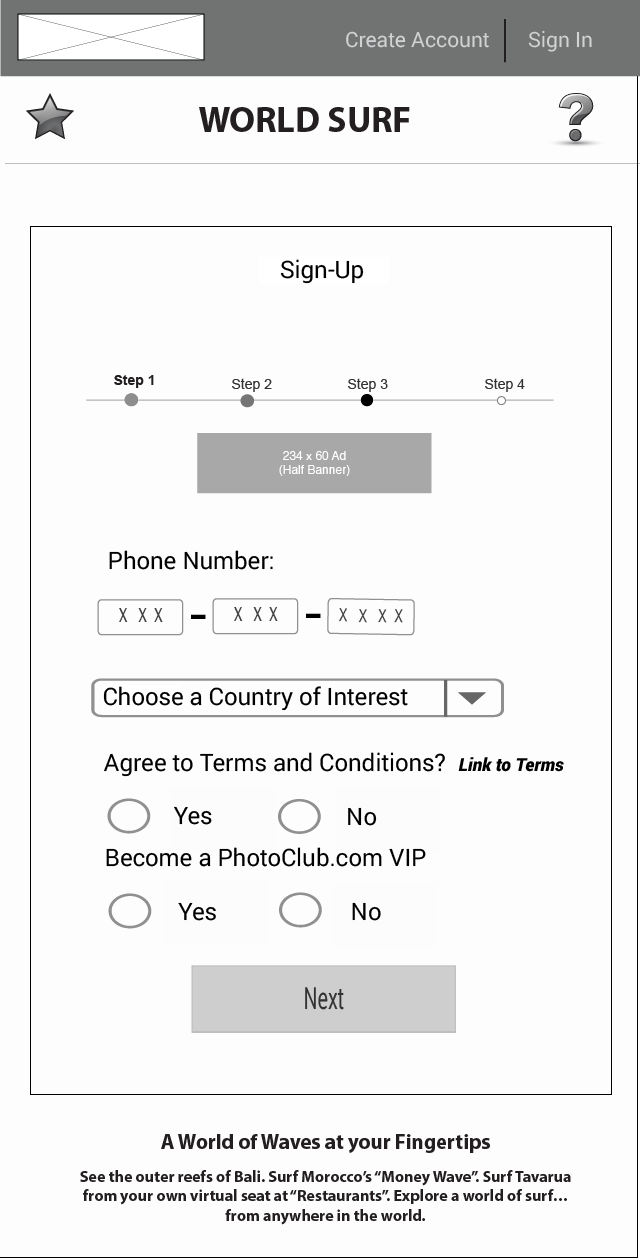 Create Account Sign In
WORLD SURF
Sign-Up
Step 1 Step 2 Step 3 Step 4
234 x 60 Ad
(Half Banner)
Phone Number:
X X X - X X X - X X X X
Choose a Country of Interest
Agree to Terms and Conditions? Link to Terms
Yes No
Become a PhotoClub.com VIP
Yes No
Next
A World of Waves at your Fingertips
See the outer reefs of Bali. Surf Morocco's "Money Wave". Surf Tavarua
from your own virtual seat at "Restaurants". Explore a world of surf...
from anywhere in the world.